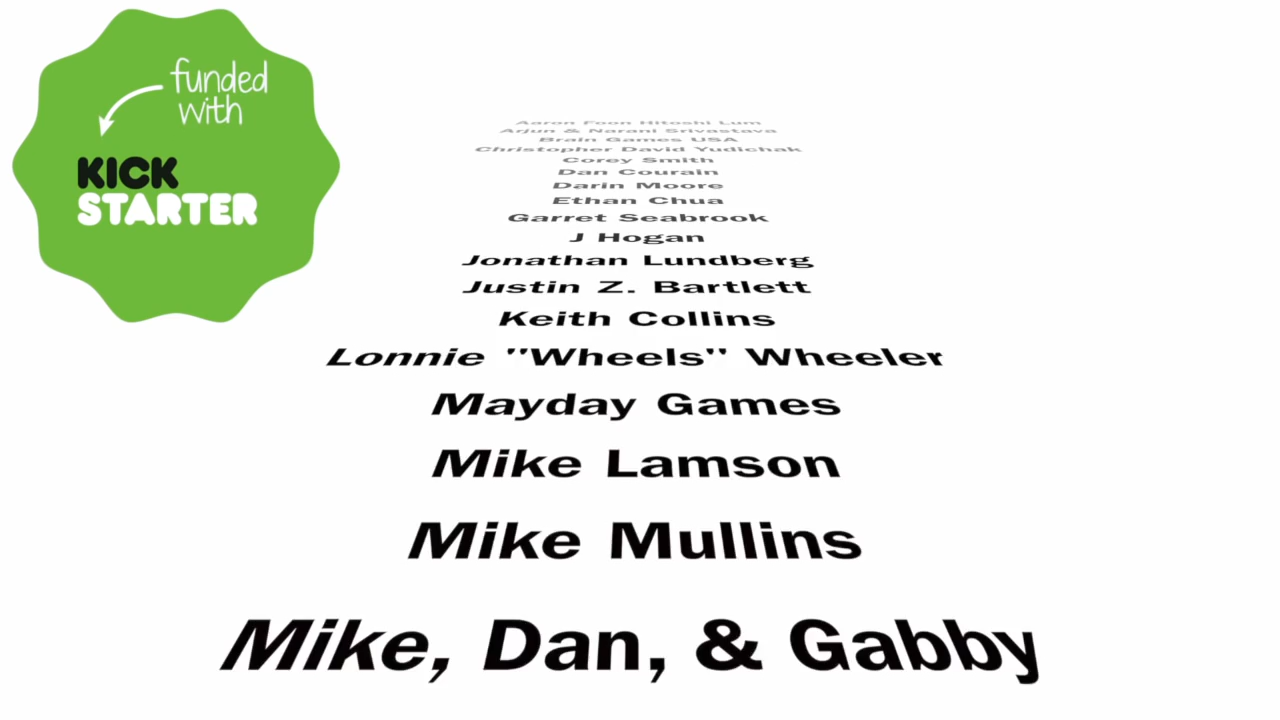 funded
with
KICK
STARTER
Aaron Foon Hitoshi Lum
Arjun & Narani Srivastava
Brain Games USA
Christopher David Yudichak
Corey Smith
Dan Courain
Darin Moore
Ethan Chua
Garret Seabrook
J Hogan
Jonathan Lundberg
Justin Z. Bartlett
Keith Collins
Lonnie "Wheels" Wheeler
Mayday Games
Mike Lamson
Mike Mullins
Mike, Dan, & Gabby